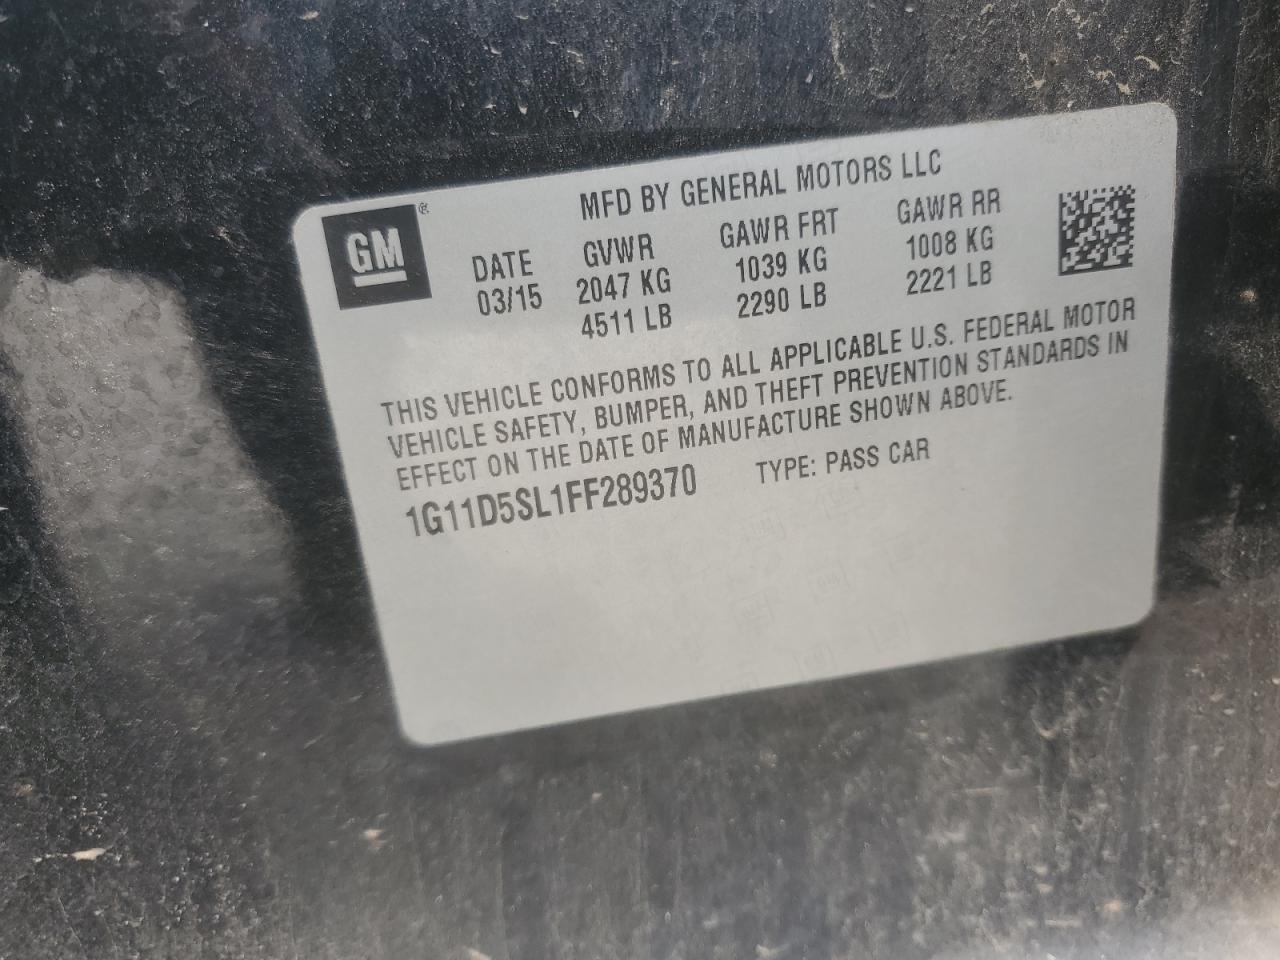 MFD BY GENERAL MOTORS LLC
GM ®
DATE GVWR GAWR FRT GAWR RR
03/15 2047 KG 1039 KG 1008 KG
4511 LB 2290 LB 2221 LB
THIS VEHICLE CONFORMS TO ALL APPLICABLE U.S. FEDERAL MOTOR
VEHICLE SAFETY, BUMPER, AND THEFT PREVENTION STANDARDS IN
EFFECT ON THE DATE OF MANUFACTURE SHOWN ABOVE.
1G11D5SL1FF289370 TYPE: PASS CAR